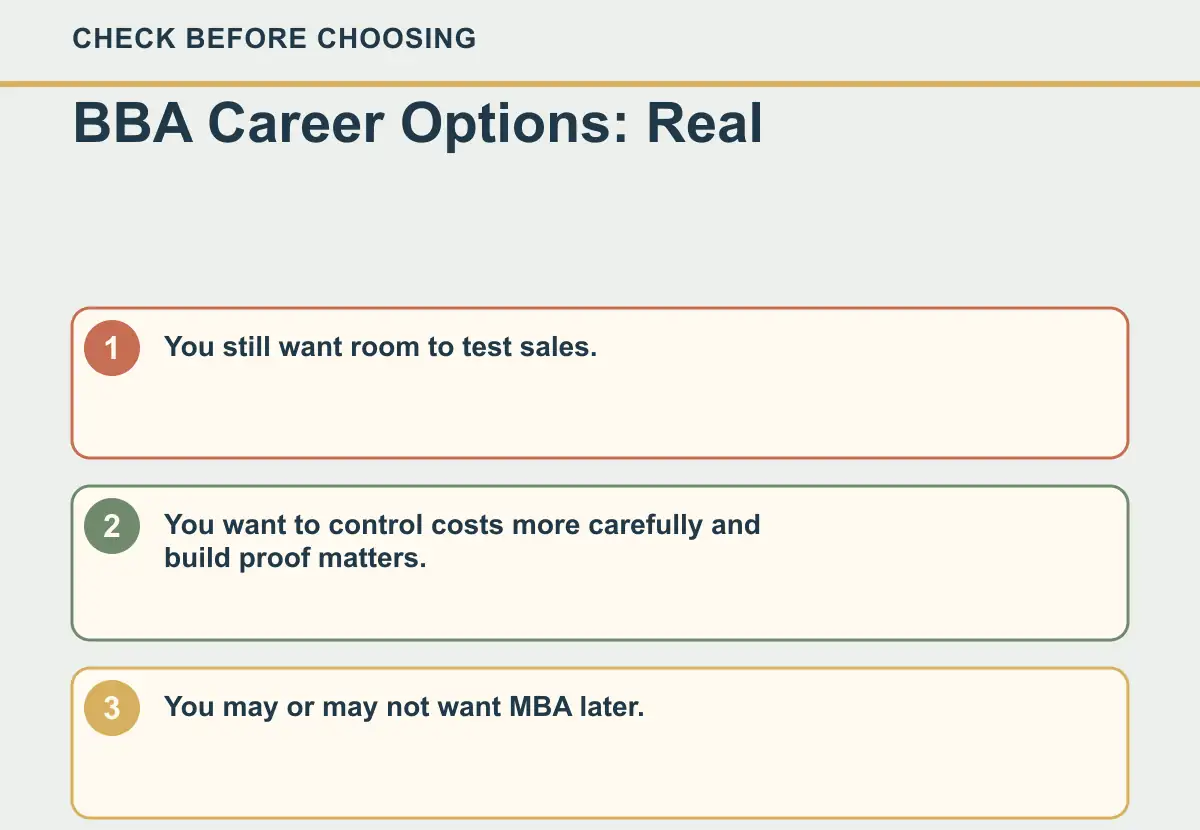 CHECK BEFORE CHOOSING
BBA Career Options: Real
1
You still want room to test sales.
2
You want to control costs more carefully and
build proof matters.
3
You may or may not want MBA later.